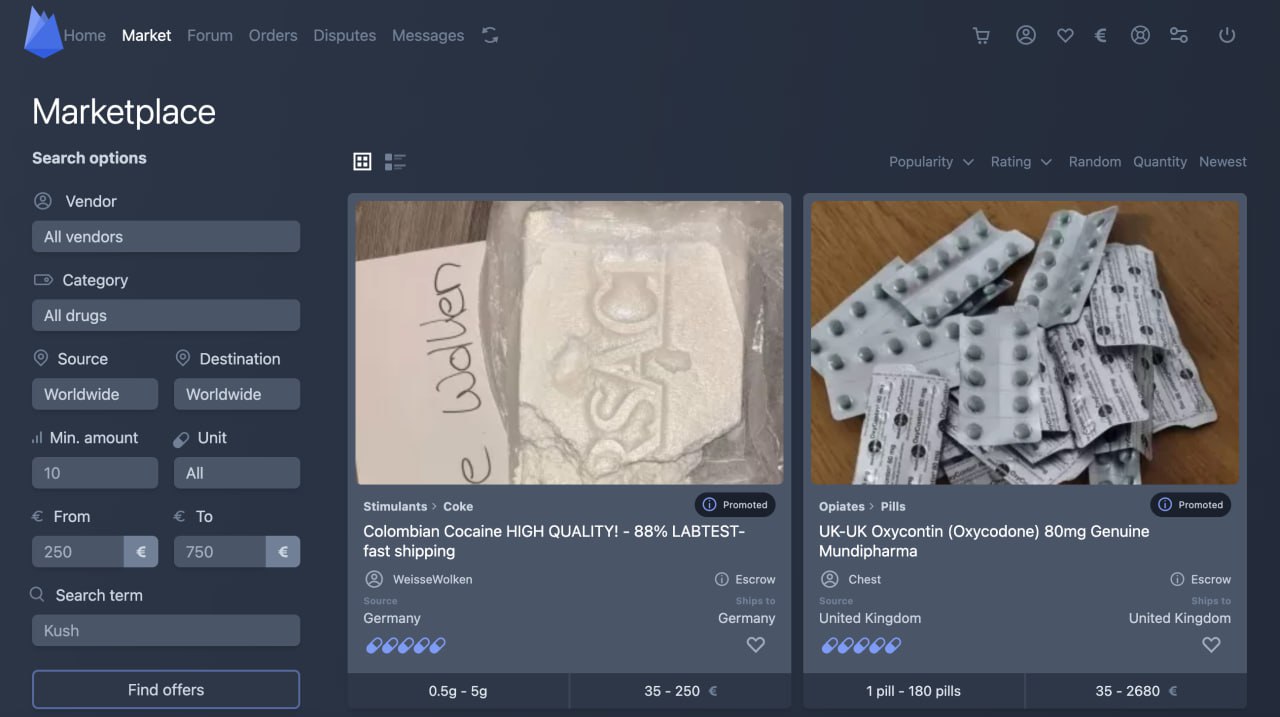 Home Market Forum Orders Disputes Messages
Marketplace
Search options
Vendor
All vendors
Category
All drugs
Source Destination
Worldwide Worldwide
Min. amount Unit
10 All
€ From € To
250 € 750 €
Search term
Kush
Find offers
Popularity Rating Random Quantity Newest
Wolken
Stimulants > Coke
Promoted
Colombian Cocaine HIGH QUALITY! - 88% LABTEST-
fast shipping
WeisseWolken
Escrow
Source Ships to
Germany Germany
0.5g - 5g
35 - 250 €
Opiates > Pills
Promoted
UK-UK Oxycontin (Oxycodone) 80mg Genuine
Mundipharma
Chest
Escrow
Source Ships to
United Kingdom United Kingdom
1 pill - 180 pills
35 - 2680 €